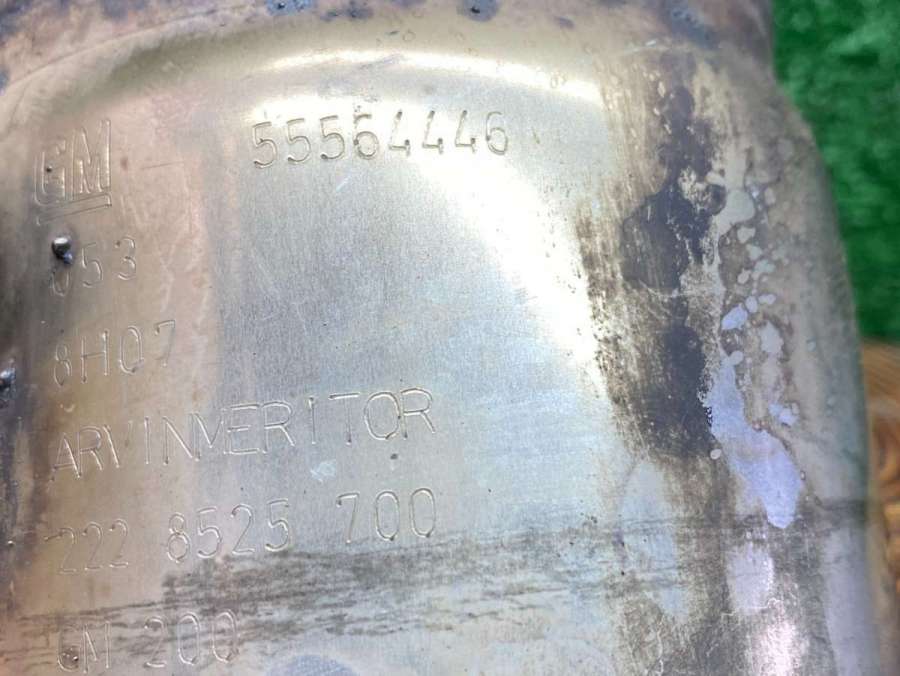 GM 55564446
053
8H07
ARVINMERITOR
222 8525 700
GM 200